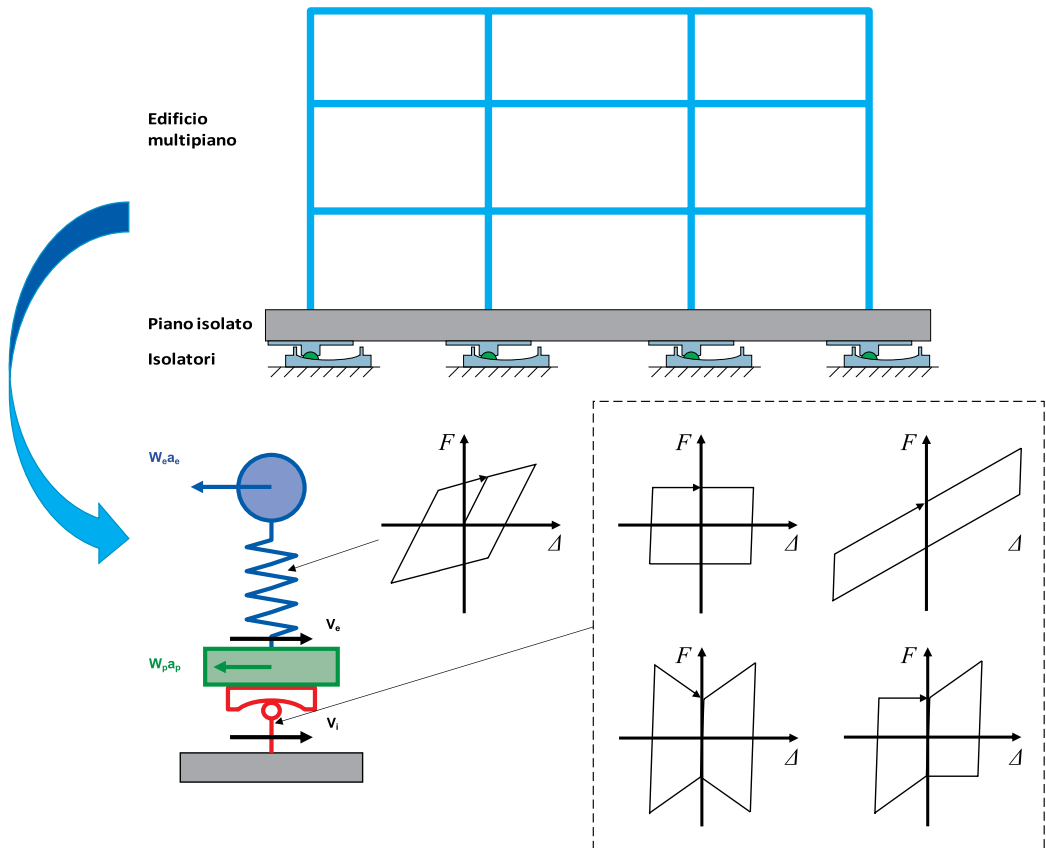 Edificio
multipiano
Piano isolato
Isolatori
Wₑaₑ
F
Δ
F
Δ
F
Δ
Vₑ
Wₚaₚ
Vᵢ
F
Δ
F
Δ